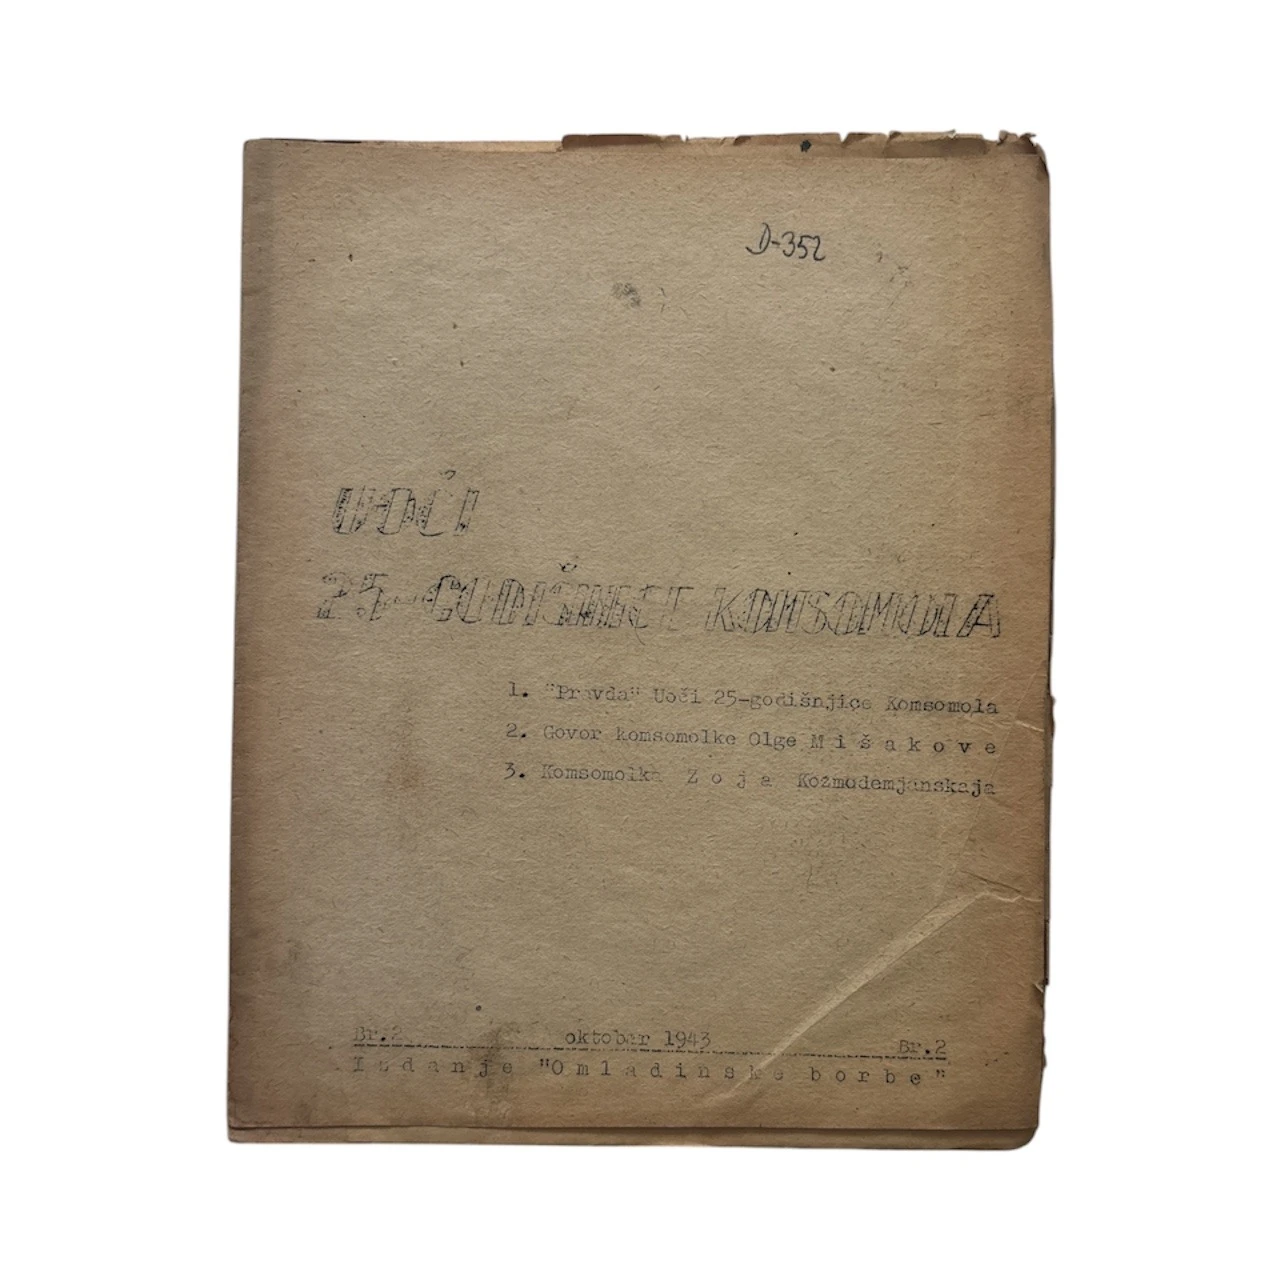 D-352
UOČI
25-GODIŠNJICE KOMSOMOLA
1. "Pravda" Uoči 25-godišnjice Komsomola
2. Govor komsomolke Olge M i š a k o v e
3. Komsomolka Z o j a Kozmodemjanskaja
Br.2 oktobar 1943 Br.2
I z d a n j e "O m l a d i n s k e b o r b e"